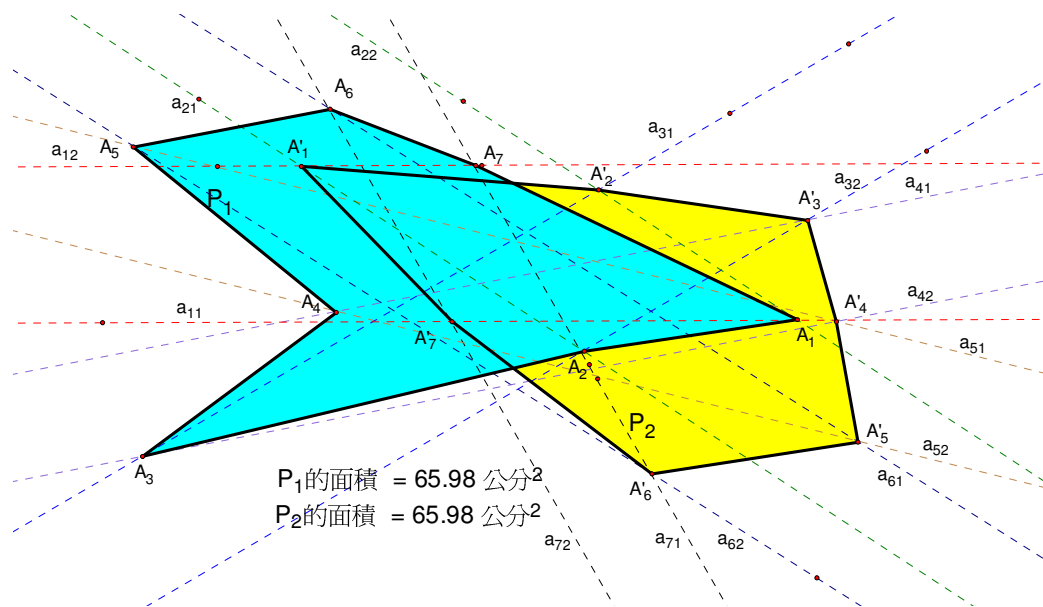 a₂₂
A₆
a₂₁
a₃₁
a₁₂
A₅
A'₁
A₇
A'₂
a₃₂
a₄₁
P₁
A'₃
a₁₁
A₄
A'₇
A₁
A'₄
a₄₂
a₅₁
A₂
P₂
A'₅
a₅₂
A₃
A'₆
a₆₁
P₁的面積 = 65.98 公分²
P₂的面積 = 65.98 公分²
a₇₂
a₇₁
a₆₂